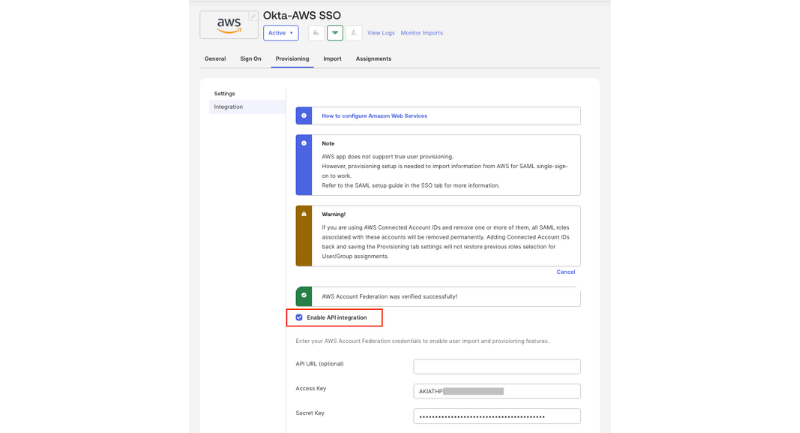 aws
Okta-AWS SSO
Active
View Logs Monitor Imports
General Sign On Provisioning Import Assignments
Settings
Integration
How to configure Amazon Web Services
Note
AWS app does not support true user provisioning.
However, provisioning setup is needed to import information from AWS for SAML single-sign-
on to work.
Refer to the SAML setup guide in the SSO tab for more information.
Warning!
If you are using AWS Connected Account IDs and remove one or more of them, all SAML roles
associated with these accounts will be removed permanently. Adding Connected Account IDs
back and saving the Provisioning tab settings will not restore previous roles selection for
User/Group assignments.
Cancel
AWS Account Federation was verified successfully!
Enable API integration
Enter your AWS Account Federation credentials to enable user import and provisioning features.
API URL (optional)
Access Key AKIATHP
Secret Key